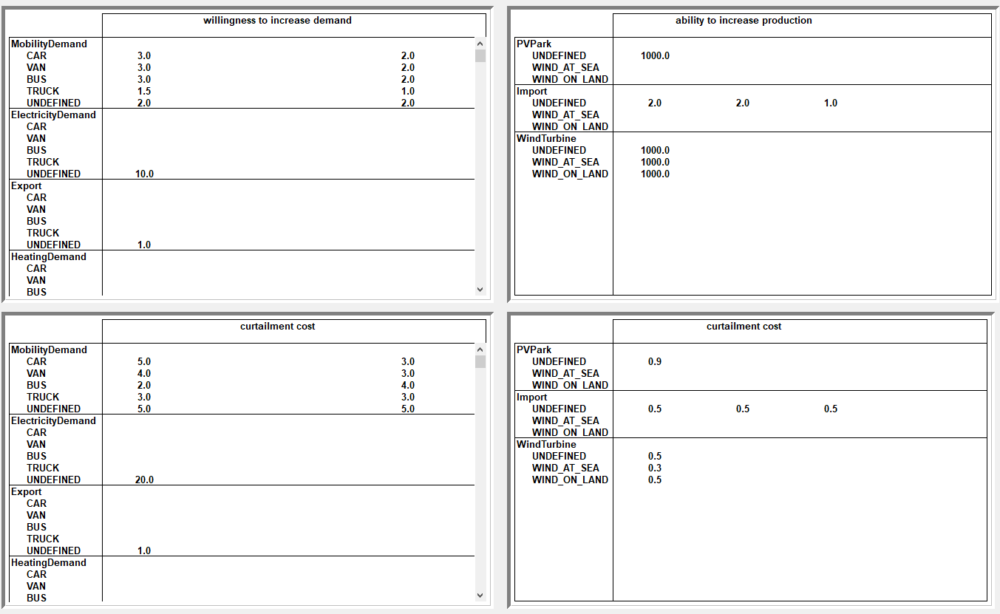 willingness to increase demand
MobilityDemand
CAR 3.0 2.0
VAN 3.0 2.0
BUS 3.0 2.0
TRUCK 1.5 1.0
UNDEFINED 2.0 2.0
ElectricityDemand
CAR
VAN
BUS
TRUCK
UNDEFINED 10.0
Export
CAR
VAN
BUS
TRUCK
UNDEFINED 1.0
HeatingDemand
CAR
VAN
BUS
ability to increase production
PVPark
UNDEFINED 1000.0
WIND_AT_SEA
WIND_ON_LAND
Import
UNDEFINED 2.0 2.0 1.0
WIND_AT_SEA
WIND_ON_LAND
WindTurbine
UNDEFINED 1000.0
WIND_AT_SEA 1000.0
WIND_ON_LAND 1000.0
curtailment cost
MobilityDemand
CAR 5.0 3.0
VAN 4.0 3.0
BUS 2.0 4.0
TRUCK 3.0 3.0
UNDEFINED 5.0 5.0
ElectricityDemand
CAR
VAN
BUS
TRUCK
UNDEFINED 20.0
Export
CAR
VAN
BUS
TRUCK
UNDEFINED 1.0
HeatingDemand
CAR
VAN
BUS
curtailment cost
PVPark
UNDEFINED 0.9
WIND_AT_SEA
WIND_ON_LAND
Import
UNDEFINED 0.5 0.5 0.5
WIND_AT_SEA
WIND_ON_LAND
WindTurbine
UNDEFINED 0.5
WIND_AT_SEA 0.3
WIND_ON_LAND 0.5